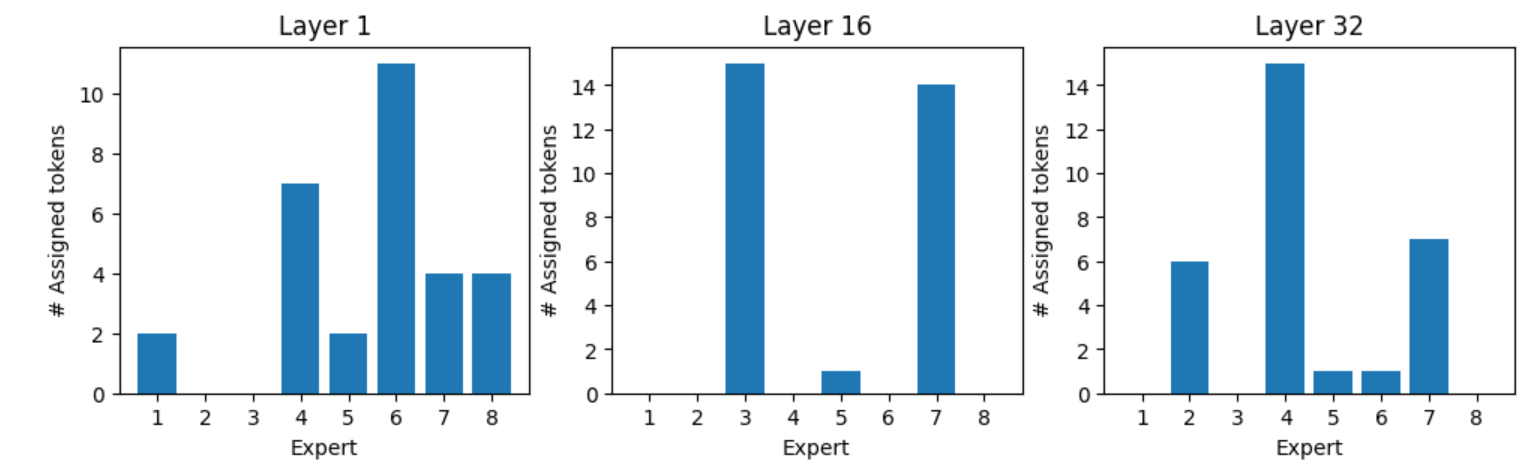 Layer 1
# Assigned tokens
10
8
6
4
2
0
1 2 3 4 5 6 7 8
Expert
Layer 16
# Assigned tokens
14
12
10
8
6
4
2
0
1 2 3 4 5 6 7 8
Expert
Layer 32
# Assigned tokens
14
12
10
8
6
4
2
0
1 2 3 4 5 6 7 8
Expert